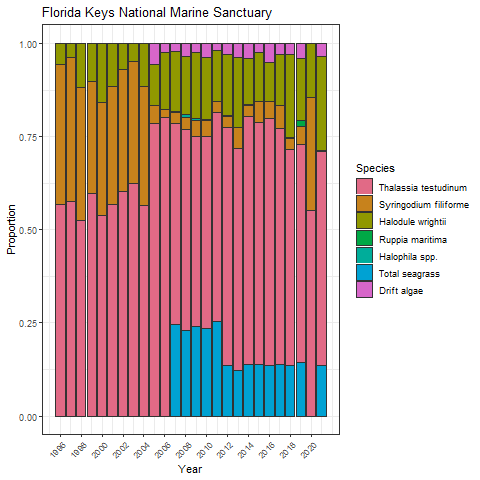 Florida Keys National Marine Sanctuary
1.00
0.75
0.50
0.25
0.00
Proportion
1996
1998
2000
2002
2004
2006
2008
2010
2012
2014
2016
2018
2020
Year
Species
Thalassia testudinum
Syringodium filiforme
Halodule wrightii
Ruppia maritima
Halophila spp.
Total seagrass
Drift algae